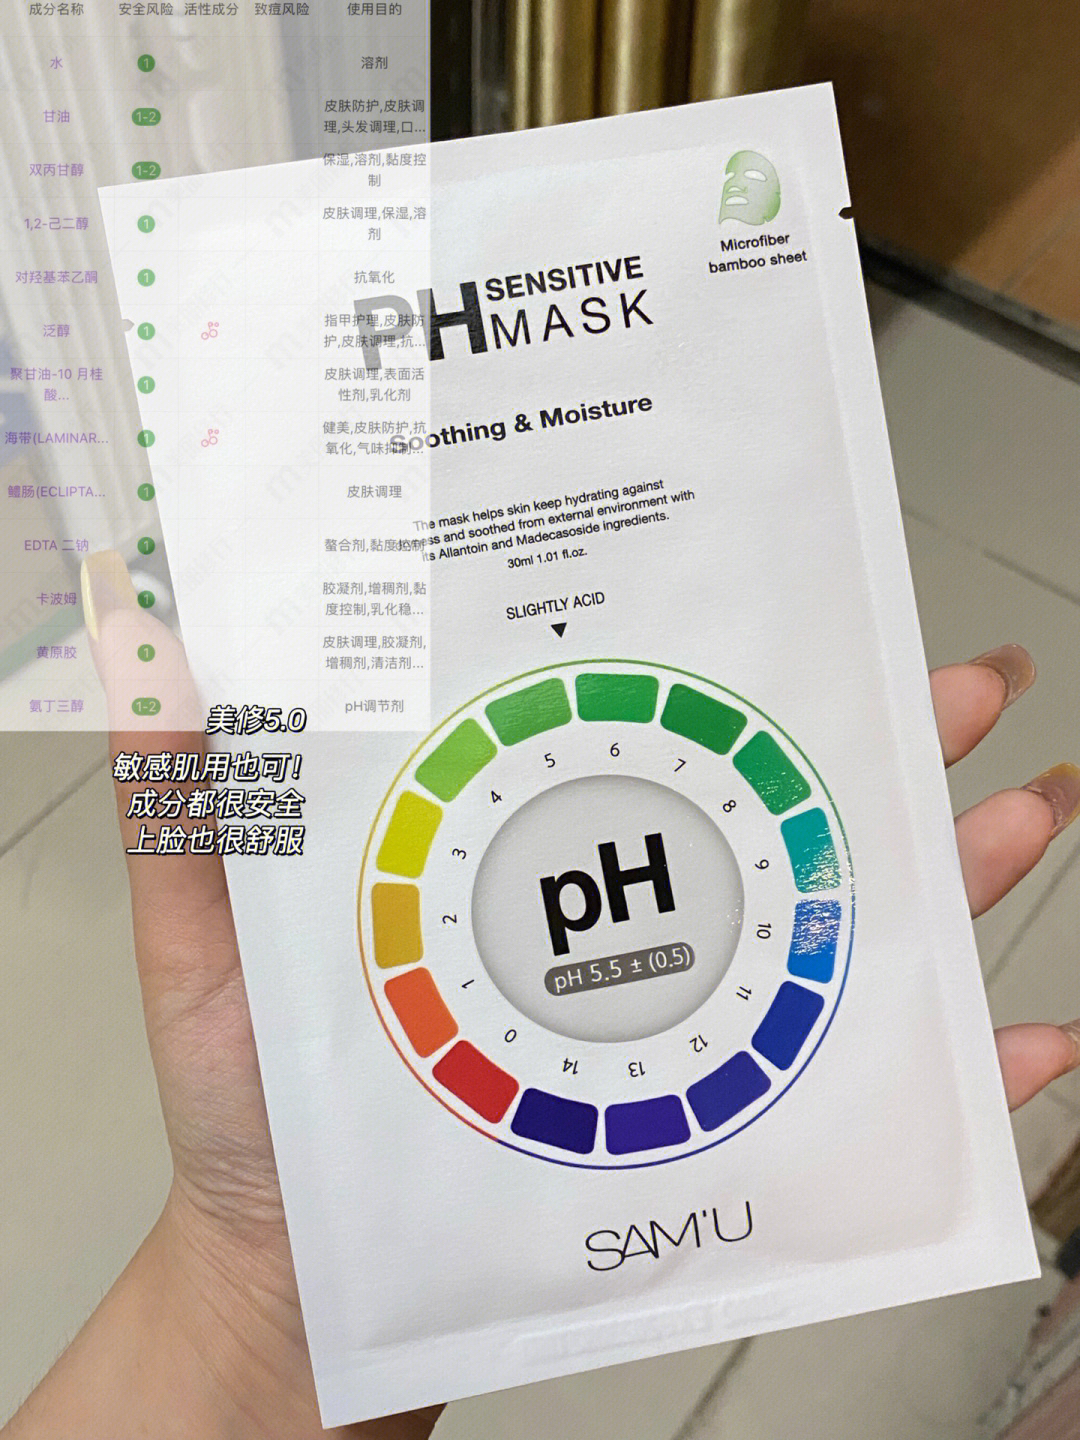 成分名称 安全风险 活性成分 致痘风险 使用目的
水 1 溶剂
甘油 1-2 皮肤防护,皮肤调
理,头发调理,口...
双丙甘醇 1-2 保湿,溶剂,黏度控
制
1,2-己二醇 1 皮肤调理,保湿,溶
剂
对羟基苯乙酮 1 抗氧化
泛醇 1 指甲护理,皮肤防
护,皮肤调理,抗...
聚甘油-10 月桂
酸... 1 皮肤调理,表面活
性剂,乳化剂
海带(LAMINAR... 1 健美,皮肤防护,抗
氧化,气味抑制...
鳢肠(ECLIPTA... 1 皮肤调理
EDTA 二钠 1 螯合剂,黏度控制
卡波姆 1 胶凝剂,增稠剂,黏
度控制,乳化稳...
黄原胶 1 皮肤调理,胶凝剂,
增稠剂,清洁剂...
氨丁三醇 1-2 pH调节剂
美修5.0
敏感肌用也可!
成分都很安全
上脸也很舒服
Microfiber
bamboo sheet
PH SENSITIVE
MASK
Soothing & Moisture
The mask helps skin keep hydrating against
and soothed from external environment with
its Allantoin and Madecasoside ingredients.
30ml 1.01 fl.oz.
SLIGHTLY ACID
0
1
2
3
4
5
6
7
8
9
10
11
12
13
14
pH
pH 5.5 ± (0.5)
SAM'U